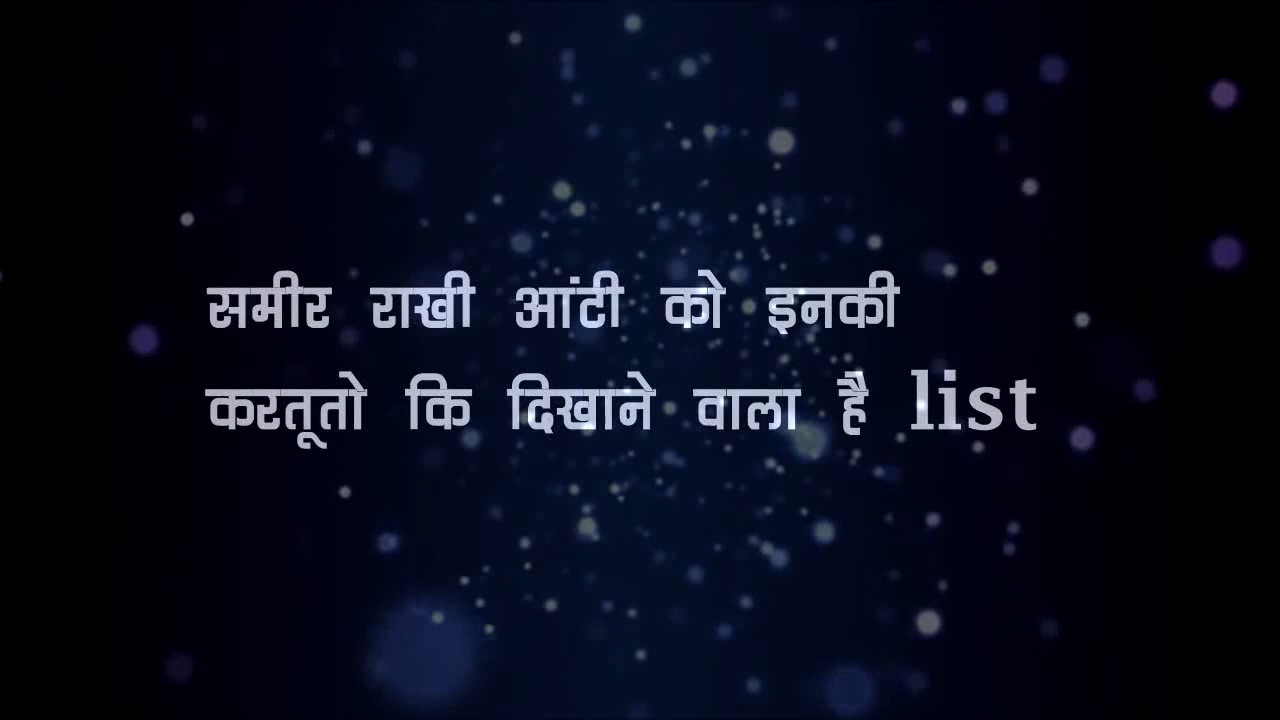 समीर राखी आंटी को इनकी
करतूतो कि दिखाने वाला है list